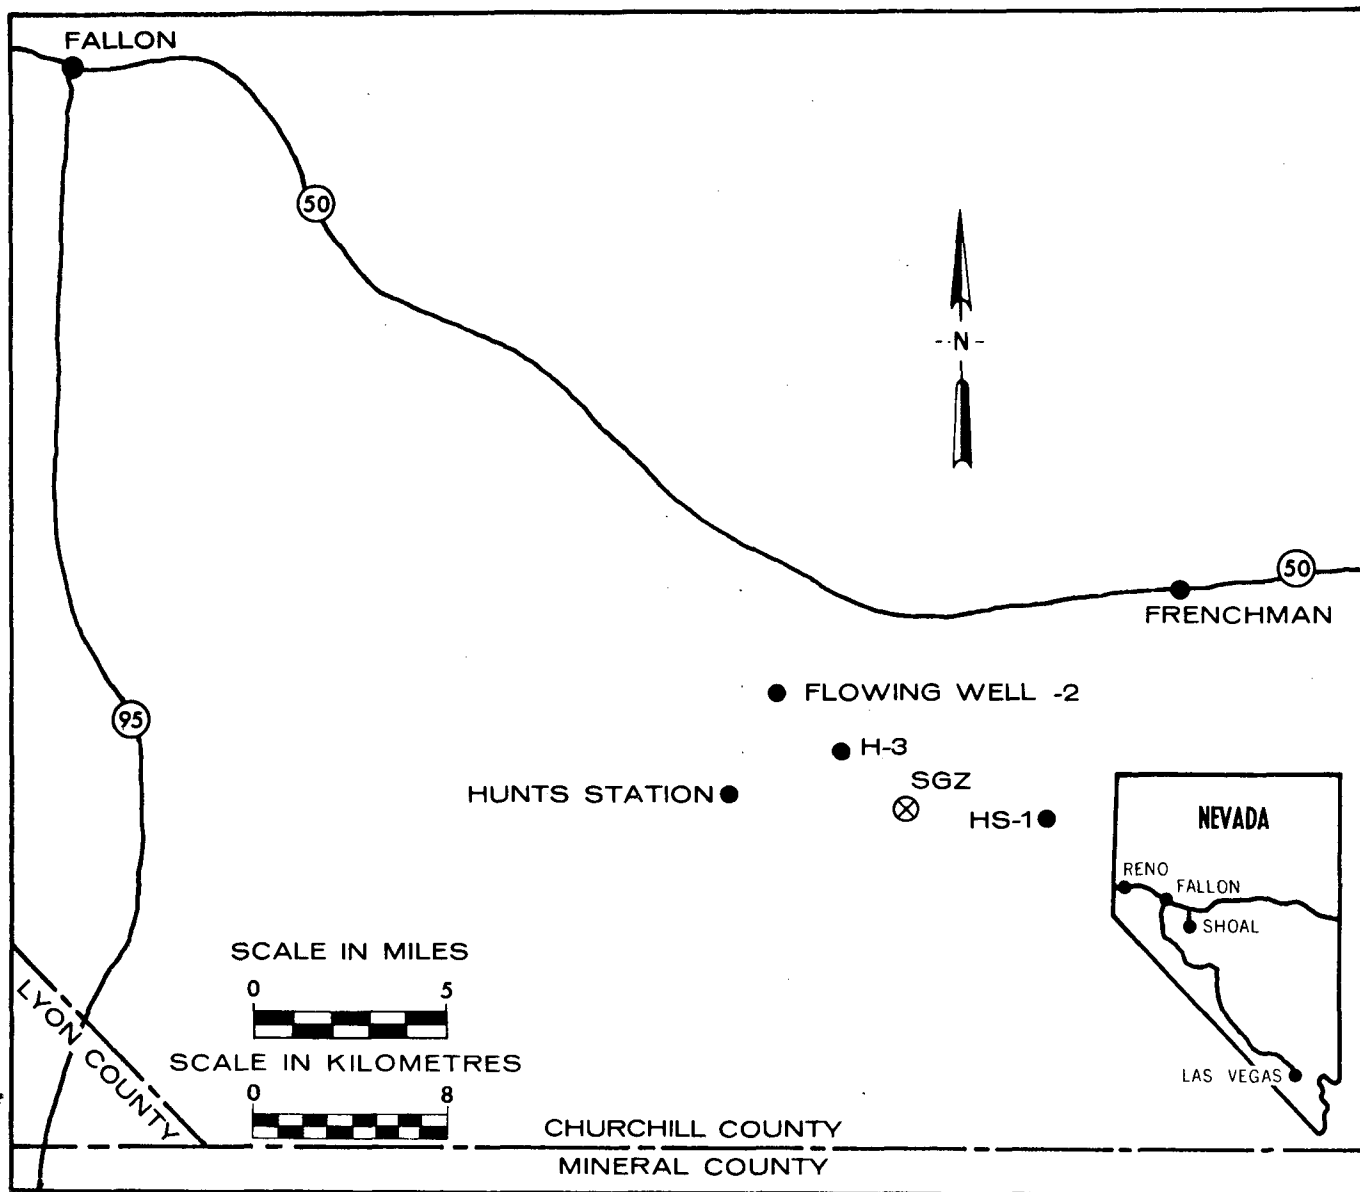 FALLON
50
- N -
50
FRENCHMAN
FLOWING WELL -2
95
H-3
SGZ
HUNTS STATION
HS-1
NEVADA
RENO
FALLON
SHOAL
LAS VEGAS
SCALE IN MILES
0 5
SCALE IN KILOMETRES
0 8
LYON COUNTY
CHURCHILL COUNTY
MINERAL COUNTY